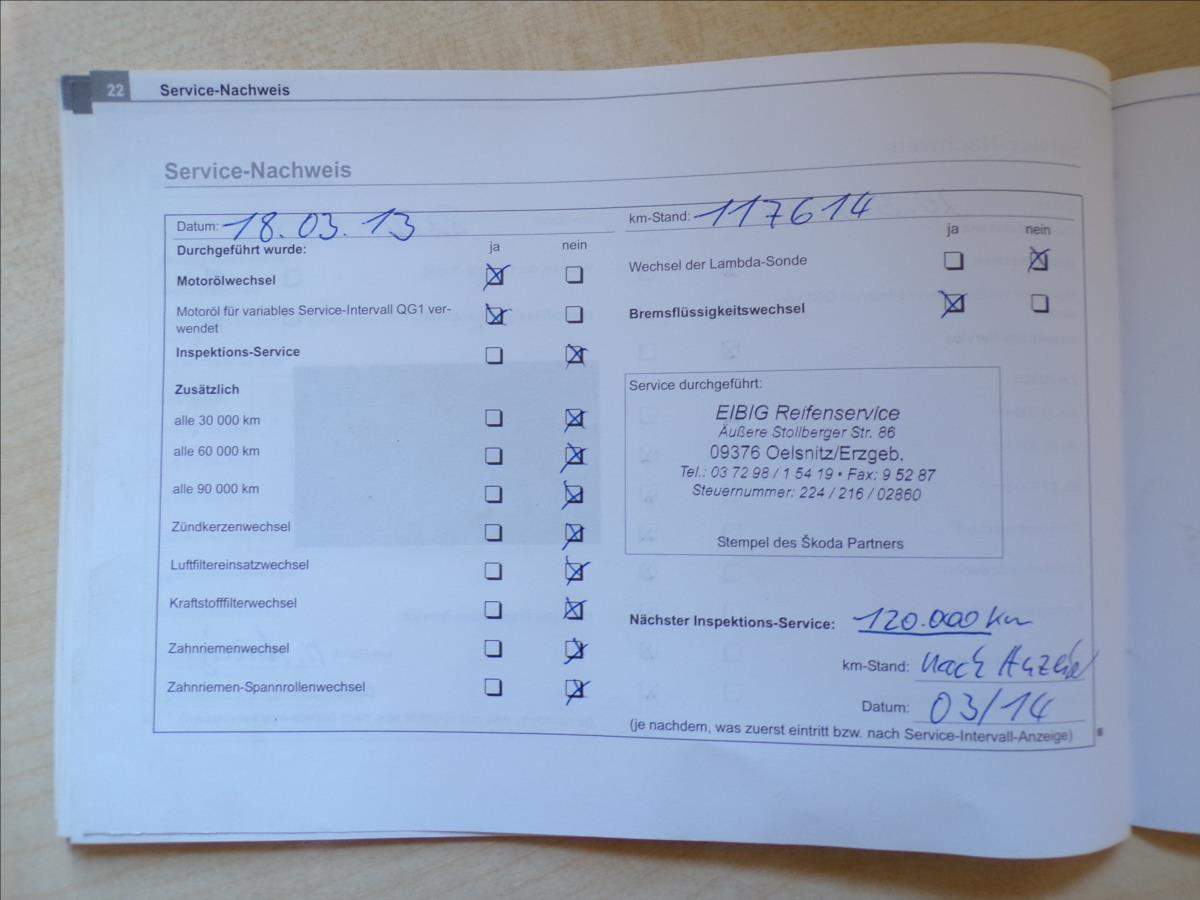 22 Service-Nachweis
Service-Nachweis
Datum: 18.03.13
Durchgeführt wurde:
ja nein
Motorölwechsel
Motoröl für variables Service-Intervall QG1 ver-
wendet
Inspektions-Service
Zusätzlich
alle 30 000 km
alle 60 000 km
alle 90 000 km
Zündkerzenwechsel
Luftfiltereinsatzwechsel
Kraftstofffilterwechsel
Zahnriemenwechsel
Zahnriemen-Spannrollenwechsel
km-Stand: 117614
ja nein
Wechsel der Lambda-Sonde
Bremsflüssigkeitswechsel
Service durchgeführt:
EIBIG Reifenservice
Äußere Stollberger Str. 86
09376 Oelsnitz/Erzgeb.
Tel.: 03 72 98 / 1 54 19 • Fax: 9 52 87
Steuernummer: 224 / 216 / 02860
Stempel des Škoda Partners
Nächster Inspektions-Service: 120.000 km
km-Stand: nach Anzeige
Datum: 03/14
(je nachdem, was zuerst eintritt bzw. nach Service-Intervall-Anzeige)